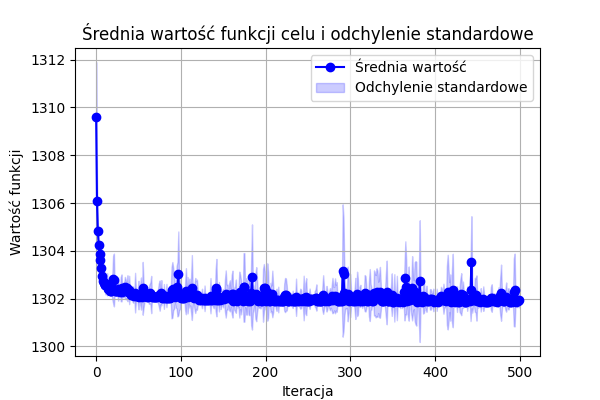 Średnia wartość funkcji celu i odchylenie standardowe
Średnia wartość
Odchylenie standardowe
Wartość funkcji
1312
1310
1308
1306
1304
1302
1300
0 100 200 300 400 500
Iteracja